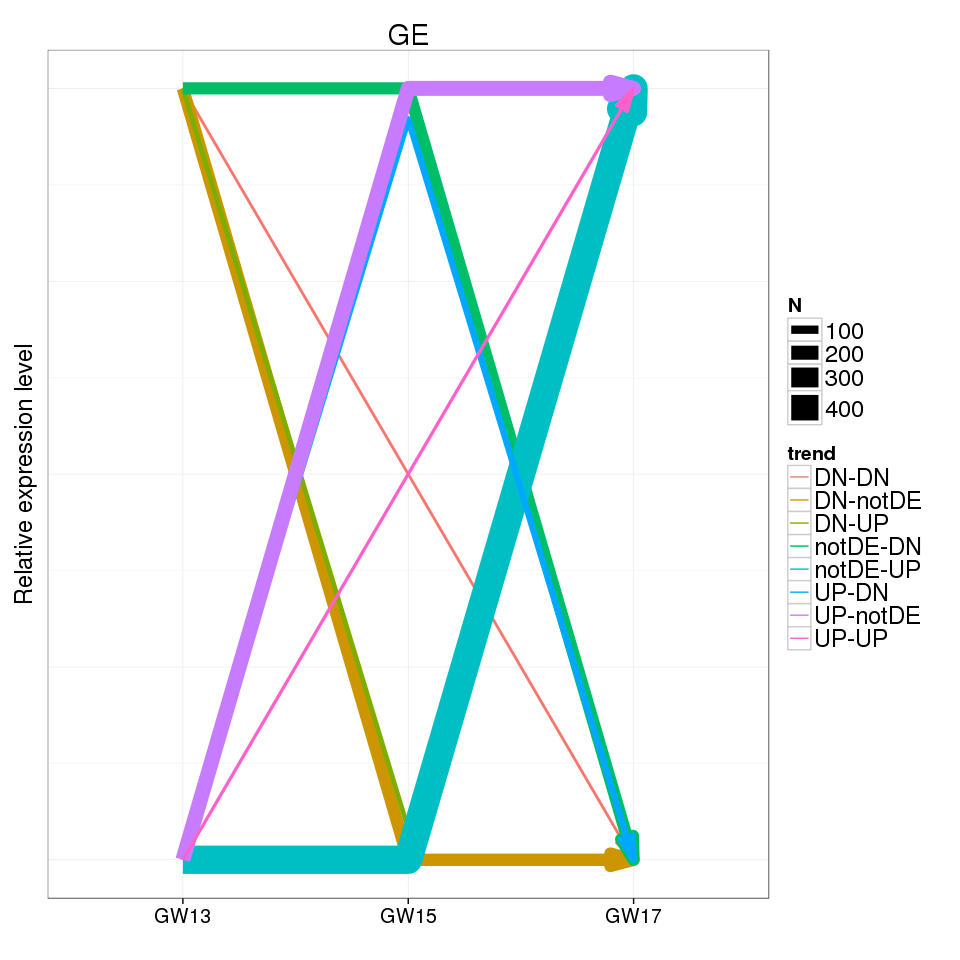 GE
Relative expression level
GW13
GW15
GW17
N
100
200
300
400
trend
DN-DN
DN-notDE
DN-UP
notDE-DN
notDE-UP
UP-DN
UP-notDE
UP-UP